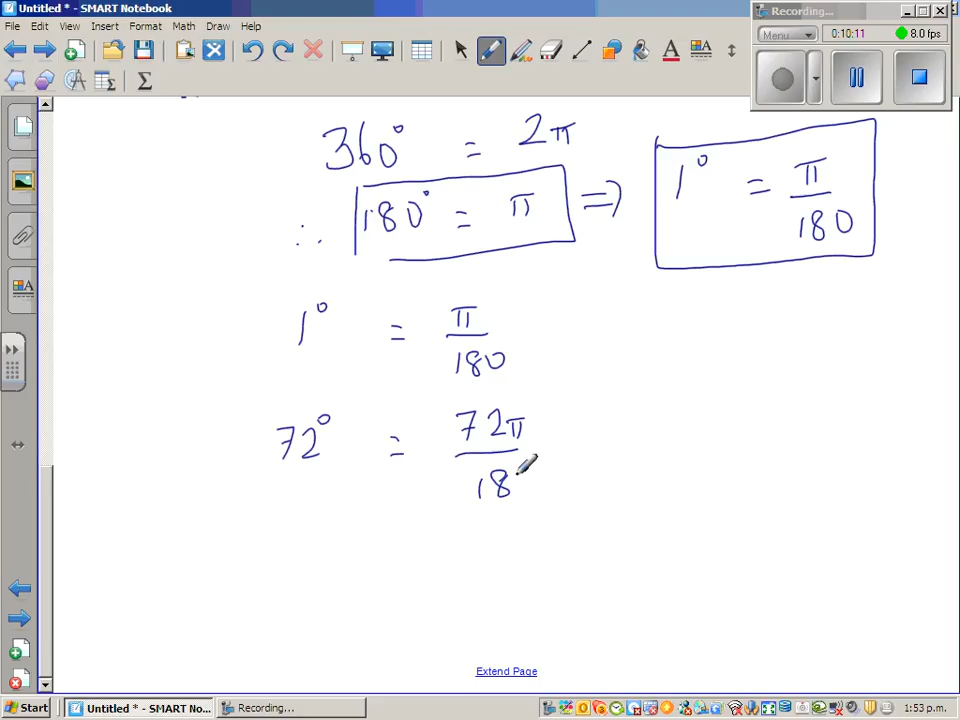 Untitled * - SMART Notebook
Recording...
File Edit View Insert Format Math Draw Help
Menu
0:10:11
8.0 fps
360° = 2π
∴ 180° = π ⇒ 1° = π/180
1° = π/180
72° = 72π/18
Extend Page
Start
Untitled * - SMART No...
Recording...
1:53 p.m.